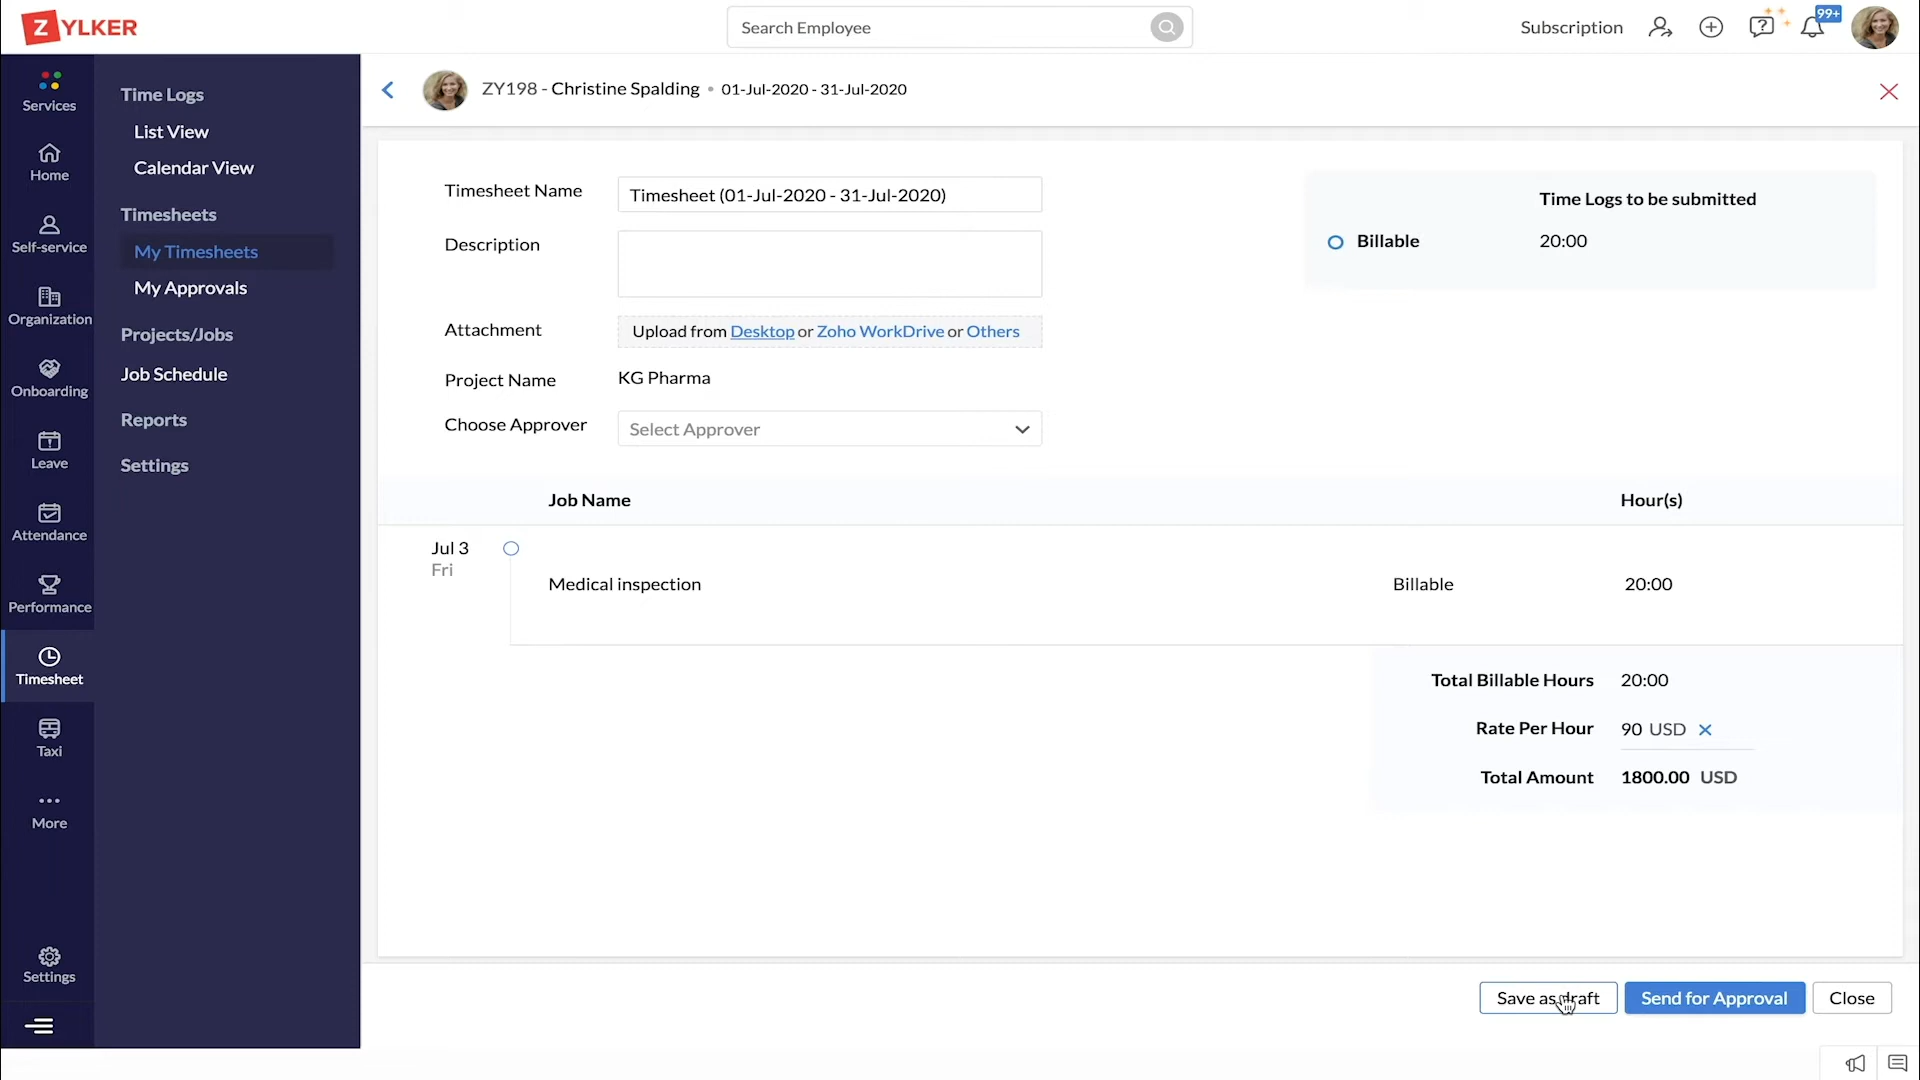 ZYLKER
Search Employee
Subscription
99+
Services
Home
Self-service
Organization
Onboarding
Leave
Attendance
Performance
Timesheet
Taxi
More
Settings
Time Logs
List View
Calendar View
Timesheets
My Timesheets
My Approvals
Projects/Jobs
Job Schedule
Reports
Settings
ZY198 - Christine Spalding • 01-Jul-2020 - 31-Jul-2020
Timesheet Name Timesheet (01-Jul-2020 - 31-Jul-2020)
Description
Attachment Upload from Desktop or Zoho WorkDrive or Others
Project Name KG Pharma
Choose Approver Select Approver
Time Logs to be submitted
Billable 20:00
Job Name Hour(s)
Jul 3
Fri
Medical inspection Billable 20:00
Total Billable Hours 20:00
Rate Per Hour 90 USD
Total Amount 1800.00 USD
Save as draft Send for Approval Close